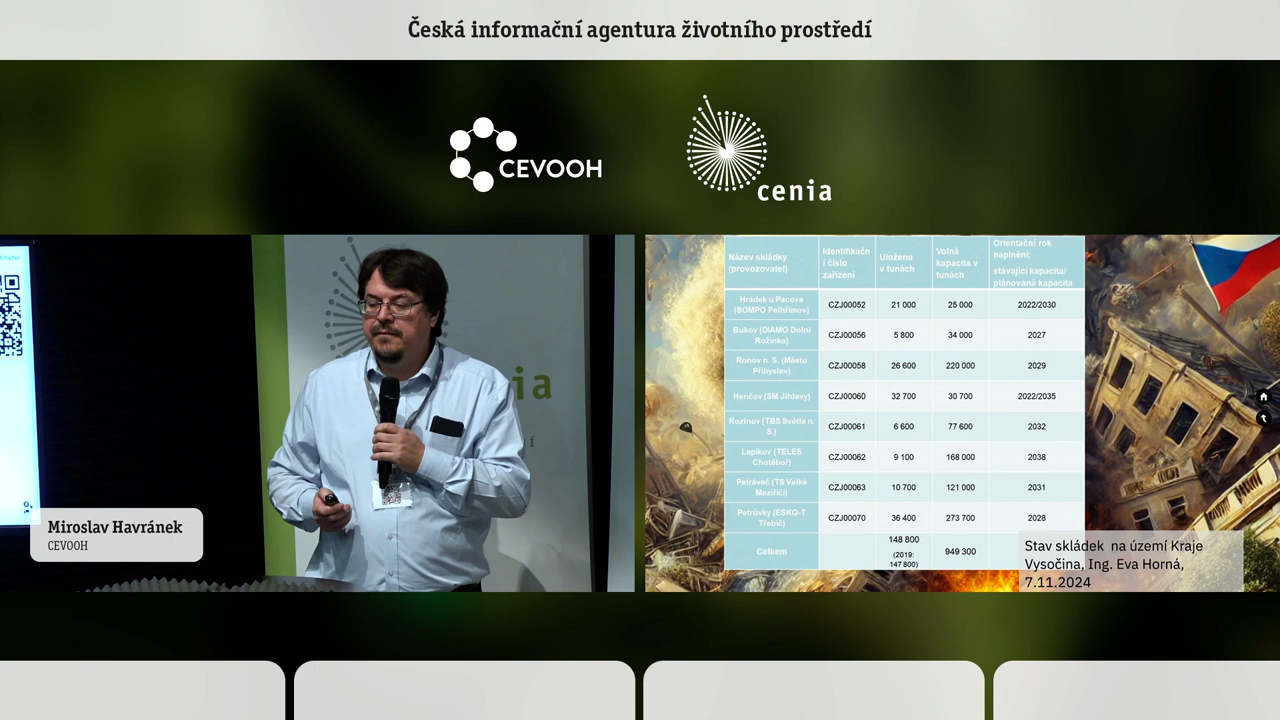 Česká informační agentura životního prostředí
CEVOOH
cenia
nia
Í
Miroslav Havránek
CEVOOH
Název skládky
(provozovatel)
Identifikačn
í číslo
zařízení
Uloženo
v tunách
Volná
kapacita v
tunách
Orientační rok
naplnění:
stávající kapacita/
plánovaná kapacita
Hrádek u Pacova
(SOMPO Pelhřimov)
CZJ00052
21 000
25 000
2022/2030
Bukov (DIAMO Dolní
Rožínka)
CZJ00056
5 800
34 000
2027
Ronov n. S. (Město
Přibyslav)
CZJ00058
26 600
220 000
2029
Henčov (SM Jihlavy)
CZJ00060
32 700
30 700
2022/2035
Rozinov (TBS Světlá n.
S.)
CZJ00061
6 600
77 600
2032
Lapíkov (TELES
Chotěboř)
CZJ00062
9 100
168 000
2038
Petráveč (TS Velké
Meziříčí)
CZJ00063
10 700
121 000
2031
Petrůvky (ESKO-T
Třebíč)
CZJ00070
36 400
273 700
2028
Celkem
148 800
(2019:
147 800)
949 300
Stav skládek na území Kraje
Vysočina, Ing. Eva Horná,
7.11.2024